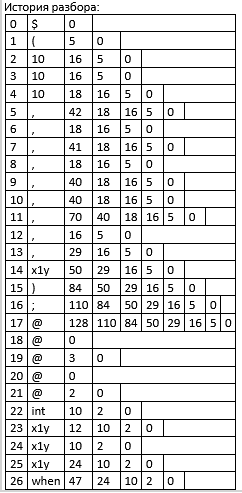 История разбора:
0 $ 0
1 ( 5 0
2 10 16 5 0
3 10 16 5 0
4 10 18 16 5 0
5 , 42 18 16 5 0
6 , 18 16 5 0
7 , 41 18 16 5 0
8 , 18 16 5 0
9 , 40 18 16 5 0
10 , 40 18 16 5 0
11 , 70 40 18 16 5 0
12 , 16 5 0
13 , 29 16 5 0
14 x1y 50 29 16 5 0
15 ) 84 50 29 16 5 0
16 ; 110 84 50 29 16 5 0
17 @ 128 110 84 50 29 16 5 0
18 @ 0
19 @ 3 0
20 @ 0
21 @ 2 0
22 int 10 2 0
23 x1y 12 10 2 0
24 x1y 10 2 0
25 x1y 24 10 2 0
26 when 47 24 10 2 0